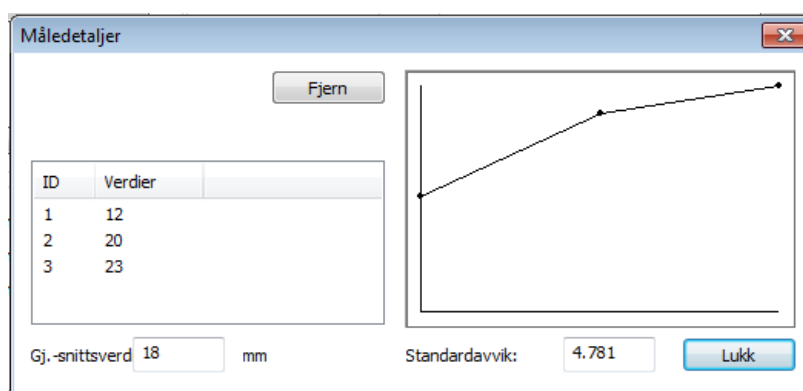 Måledetaljer
Fjern
ID Verdier
1 12
2 20
3 23
Gj.-snittsverd 18 mm
Standardavvik: 4.781
Lukk